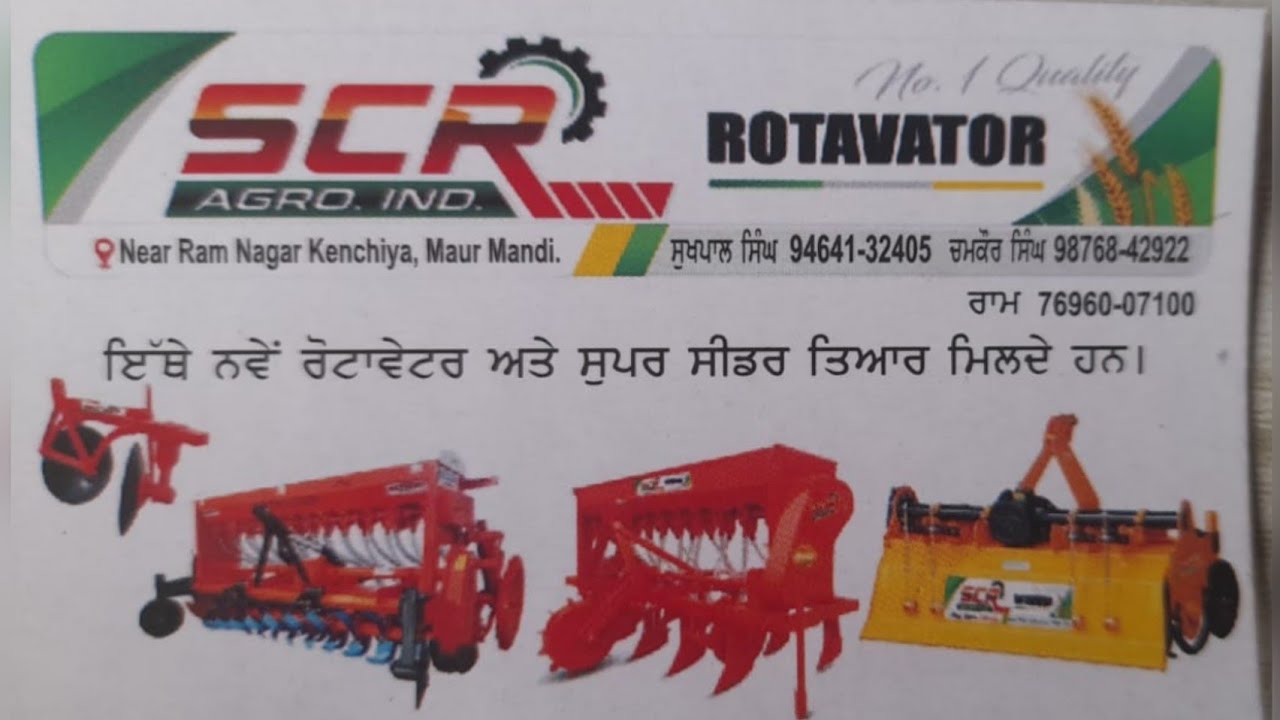 SCR
AGRO. IND.
No. 1 Quality
ROTAVATOR
Near Ram Nagar Kenchiya, Maur Mandi.
ਸੁਖਪਾਲ ਸਿੰਘ 94641-32405 ਚਮਕੌਰ ਸਿੰਘ 98768-42922
ਰਾਮ 76960-07100
ਇੱਥੇ ਨਵੇਂ ਰੋਟਾਵੇਟਰ ਅਤੇ ਸੁਪਰ ਸੀਡਰ ਤਿਆਰ ਮਿਲਦੇ ਹਨ।
SCR